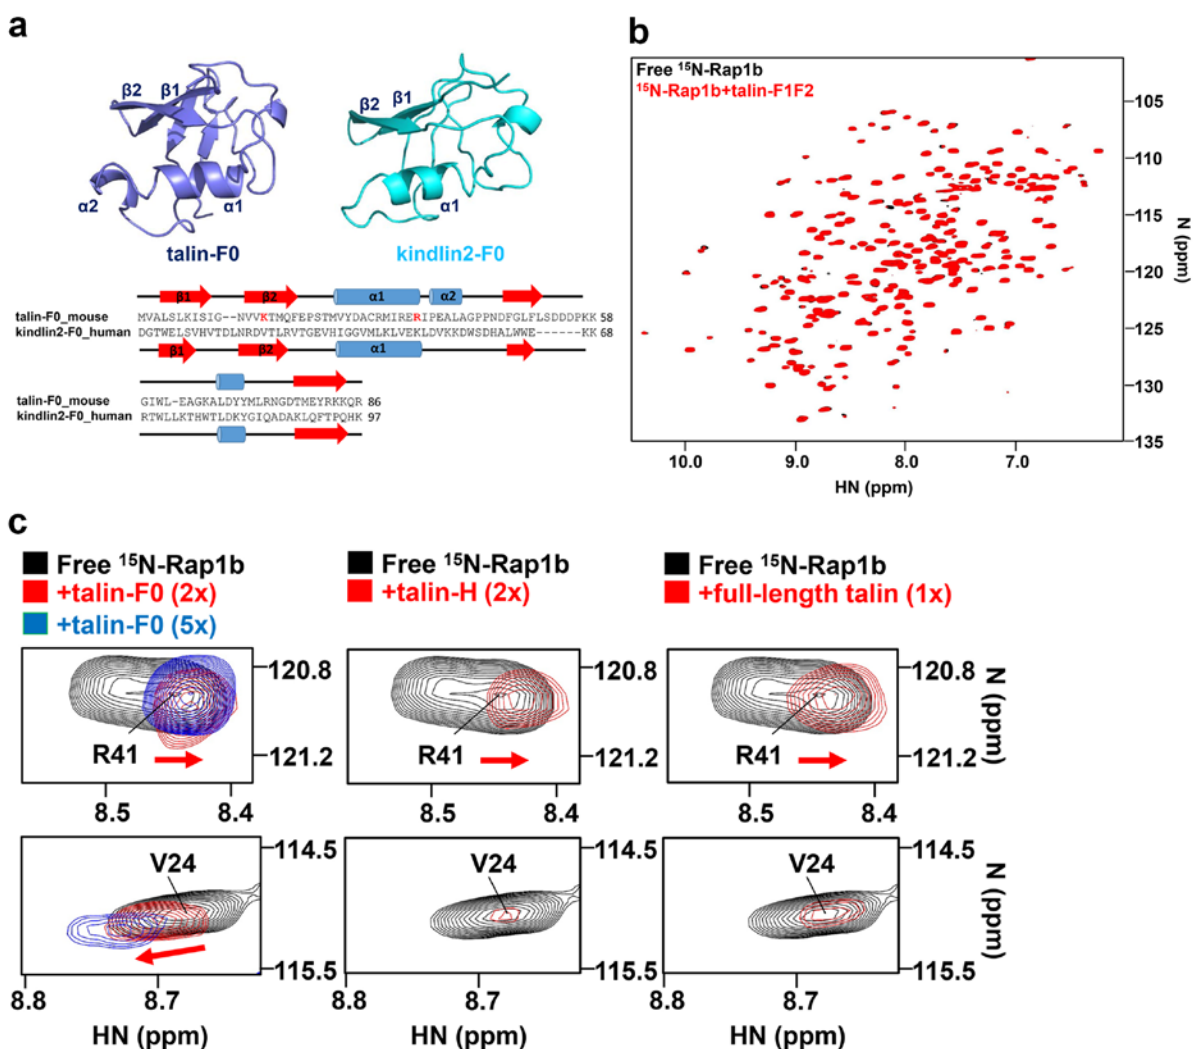 a
β2 β1
α2
α1
talin-F0
β2 β1
α1
kindlin2-F0
β1 β2 α1 α2
talin-F0_mouse MVALSLKISIG--NVVKTMQFEPSTMVYDACRMIRERIPEALAGPPNDFGLFLSDDDPKK 58
kindlin2-F0_human DGTWELSVHVTDLNRDVTLRVTGEVHIGGVMLKLVEKLDVKKDWSDHALWWE------KK 68
β1 β2 α1
talin-F0_mouse GIWL-EAGKALDYYMLRNGDTMEYRKKQR 86
kindlin2-F0_human RTWLLKTHWTLDKYGIQADAKLQFTPQHK 97
b
Free ¹⁵N-Rap1b
¹⁵N-Rap1b+talin-F1F2
105
110
115
120
125
130
135
N (ppm)
10.0 9.0 8.0 7.0
HN (ppm)
c
Free ¹⁵N-Rap1b
+talin-F0 (2x)
+talin-F0 (5x)
Free ¹⁵N-Rap1b
+talin-H (2x)
Free ¹⁵N-Rap1b
+full-length talin (1x)
R41
120.8
121.2
8.5 8.4
R41
120.8
121.2
8.5 8.4
R41
120.8
121.2
N (ppm)
8.5 8.4
V24
114.5
115.5
8.8 8.7
HN (ppm)
V24
114.5
115.5
8.7
HN (ppm)
V24
114.5
115.5
N (ppm)
8.8 8.7
HN (ppm)